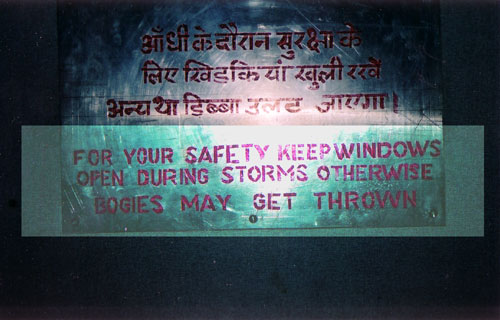 आँधी के दौरान सुरक्षा के
लिए खिडकियां खुली रखें
अन्यथा डिब्बा उलट जाएगा।
FOR YOUR SAFETY KEEP WINDOWS
OPEN DURING STORMS OTHERWISE
BOGIES MAY GET THROWN